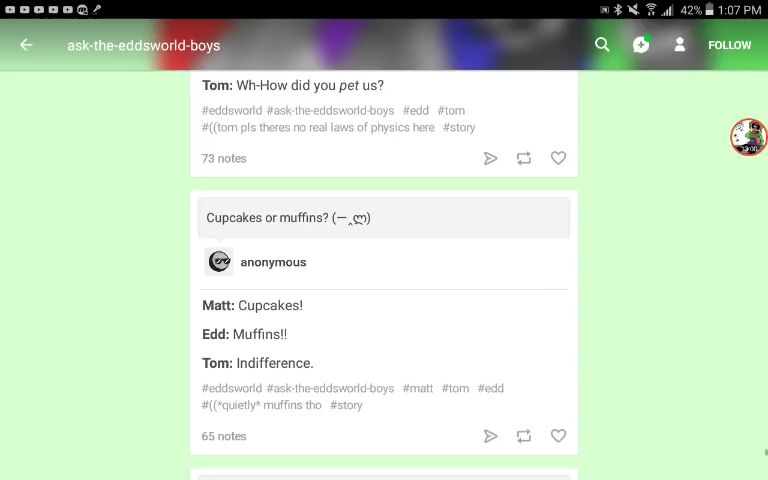 42% 1:07 PM
ask-the-eddsworld-boys
FOLLOW
Tom: Wh-How did you pet us?
#eddsworld #ask-the-eddsworld-boys #edd #tom
#((tom pls theres no real laws of physics here #story
73 notes
Cupcakes or muffins? (一‸ლ)
anonymous
Matt: Cupcakes!
Edd: Muffins!!
Tom: Indifference.
#eddsworld #ask-the-eddsworld-boys #matt #tom #edd
#((*quietly* muffins tho #story
65 notes